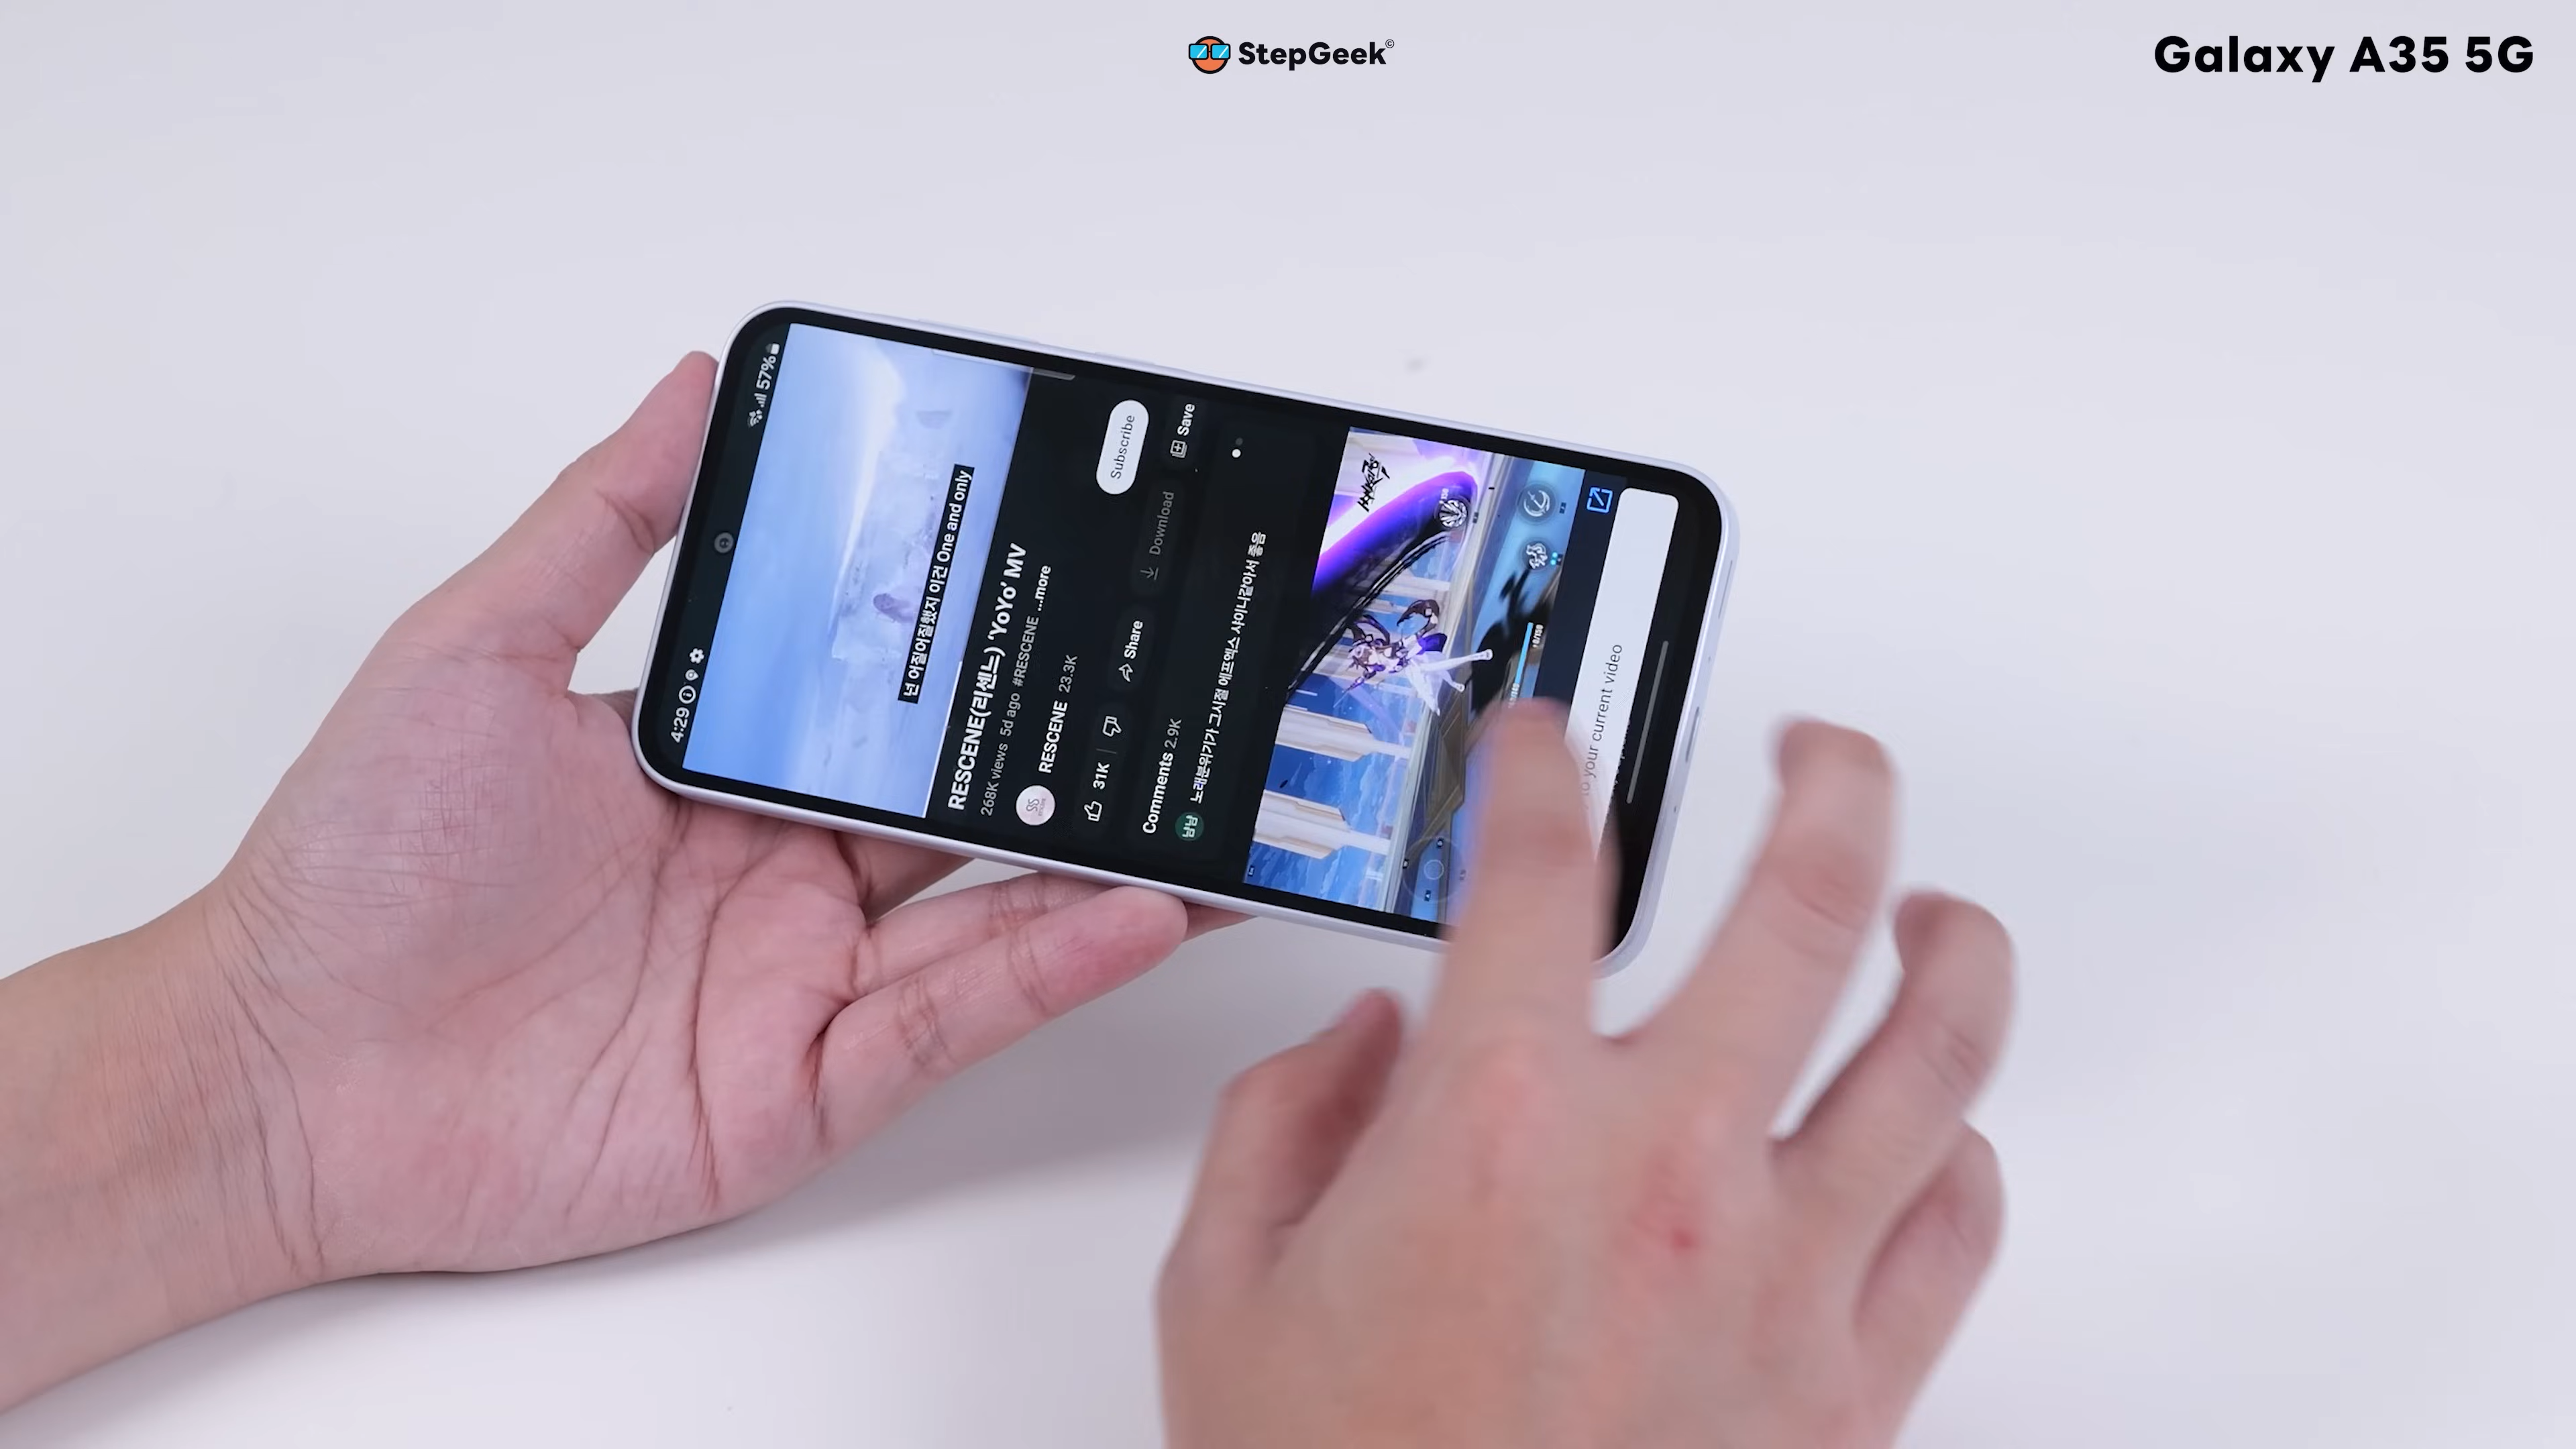 StepGeek©
Galaxy A35 5G
4:29
57%
넌 어질어질했지 이건 One and only
RESCENE(리센느) 'YoYo' MV
268K views 5d ago #RESCENE ...more
RESCENE 23.3K
Subscribe
31K
Share
Download
Save
Comments 2.9K
노래분위기가 그시절 에프엑스 샤이니같아서 좋음
to your current video